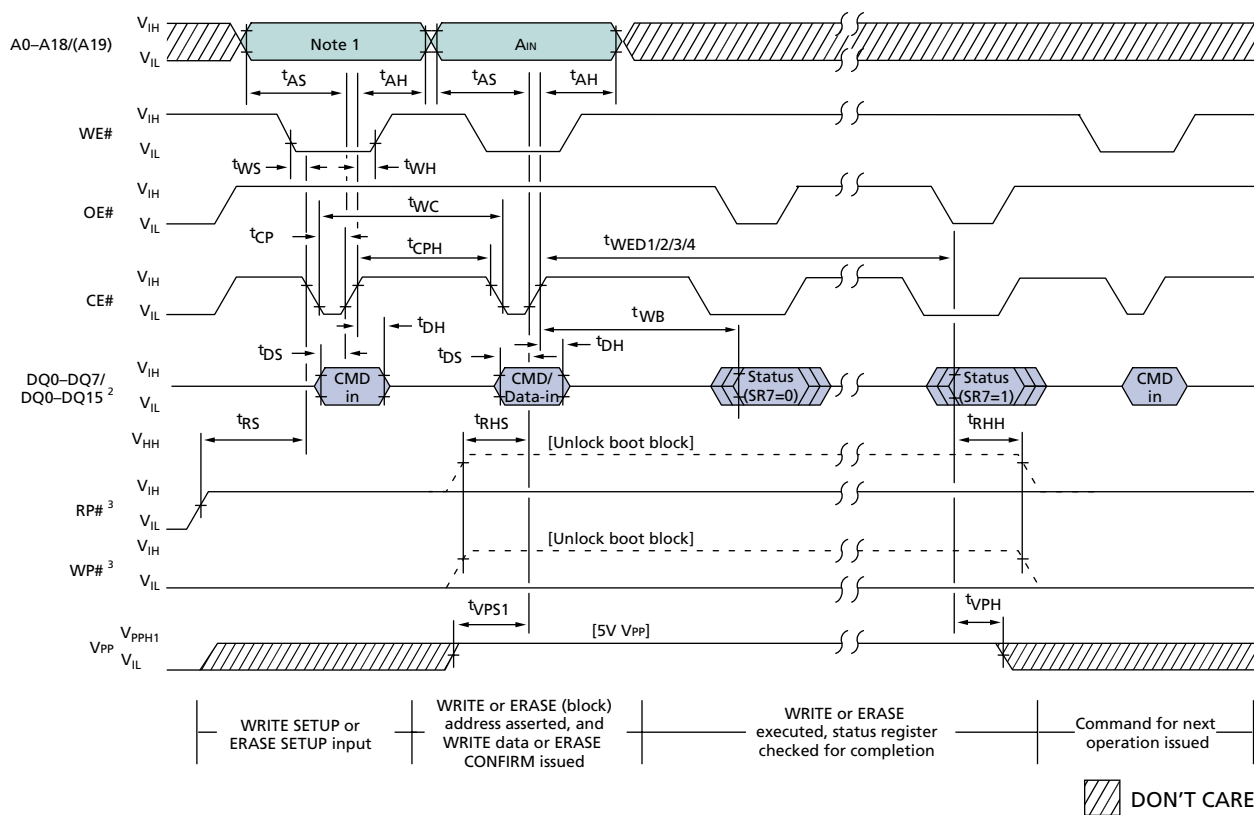 A0–A18/(A19)
VIH
VIL
Note 1
AIN
tAS
tAH
tAS
tAH
WE#
VIH
VIL
tWS
tWH
OE#
VIH
VIL
tWC
tCP
tCPH
tWED1/2/3/4
CE#
VIH
VIL
tWB
tDH
tDS
tDH
tDS
DQ0–DQ7/
DQ0–DQ15 2
VIH
VIL
CMD
in
CMD/
Data-in
Status
(SR7=0)
Status
(SR7=1)
CMD
in
tRS
tRHS
tRHH
VHH
[Unlock boot block]
VIH
RP# 3
VIL
VIH
[Unlock boot block]
WP# 3
VIL
tVPS1
tVPH
VPP
VPPH1
VIL
[5V VPP]
WRITE SETUP or
ERASE SETUP input
WRITE or ERASE (block)
address asserted, and
WRITE data or ERASE
CONFIRM issued
WRITE or ERASE
executed, status register
checked for completion
Command for next
operation issued
DON'T CARE